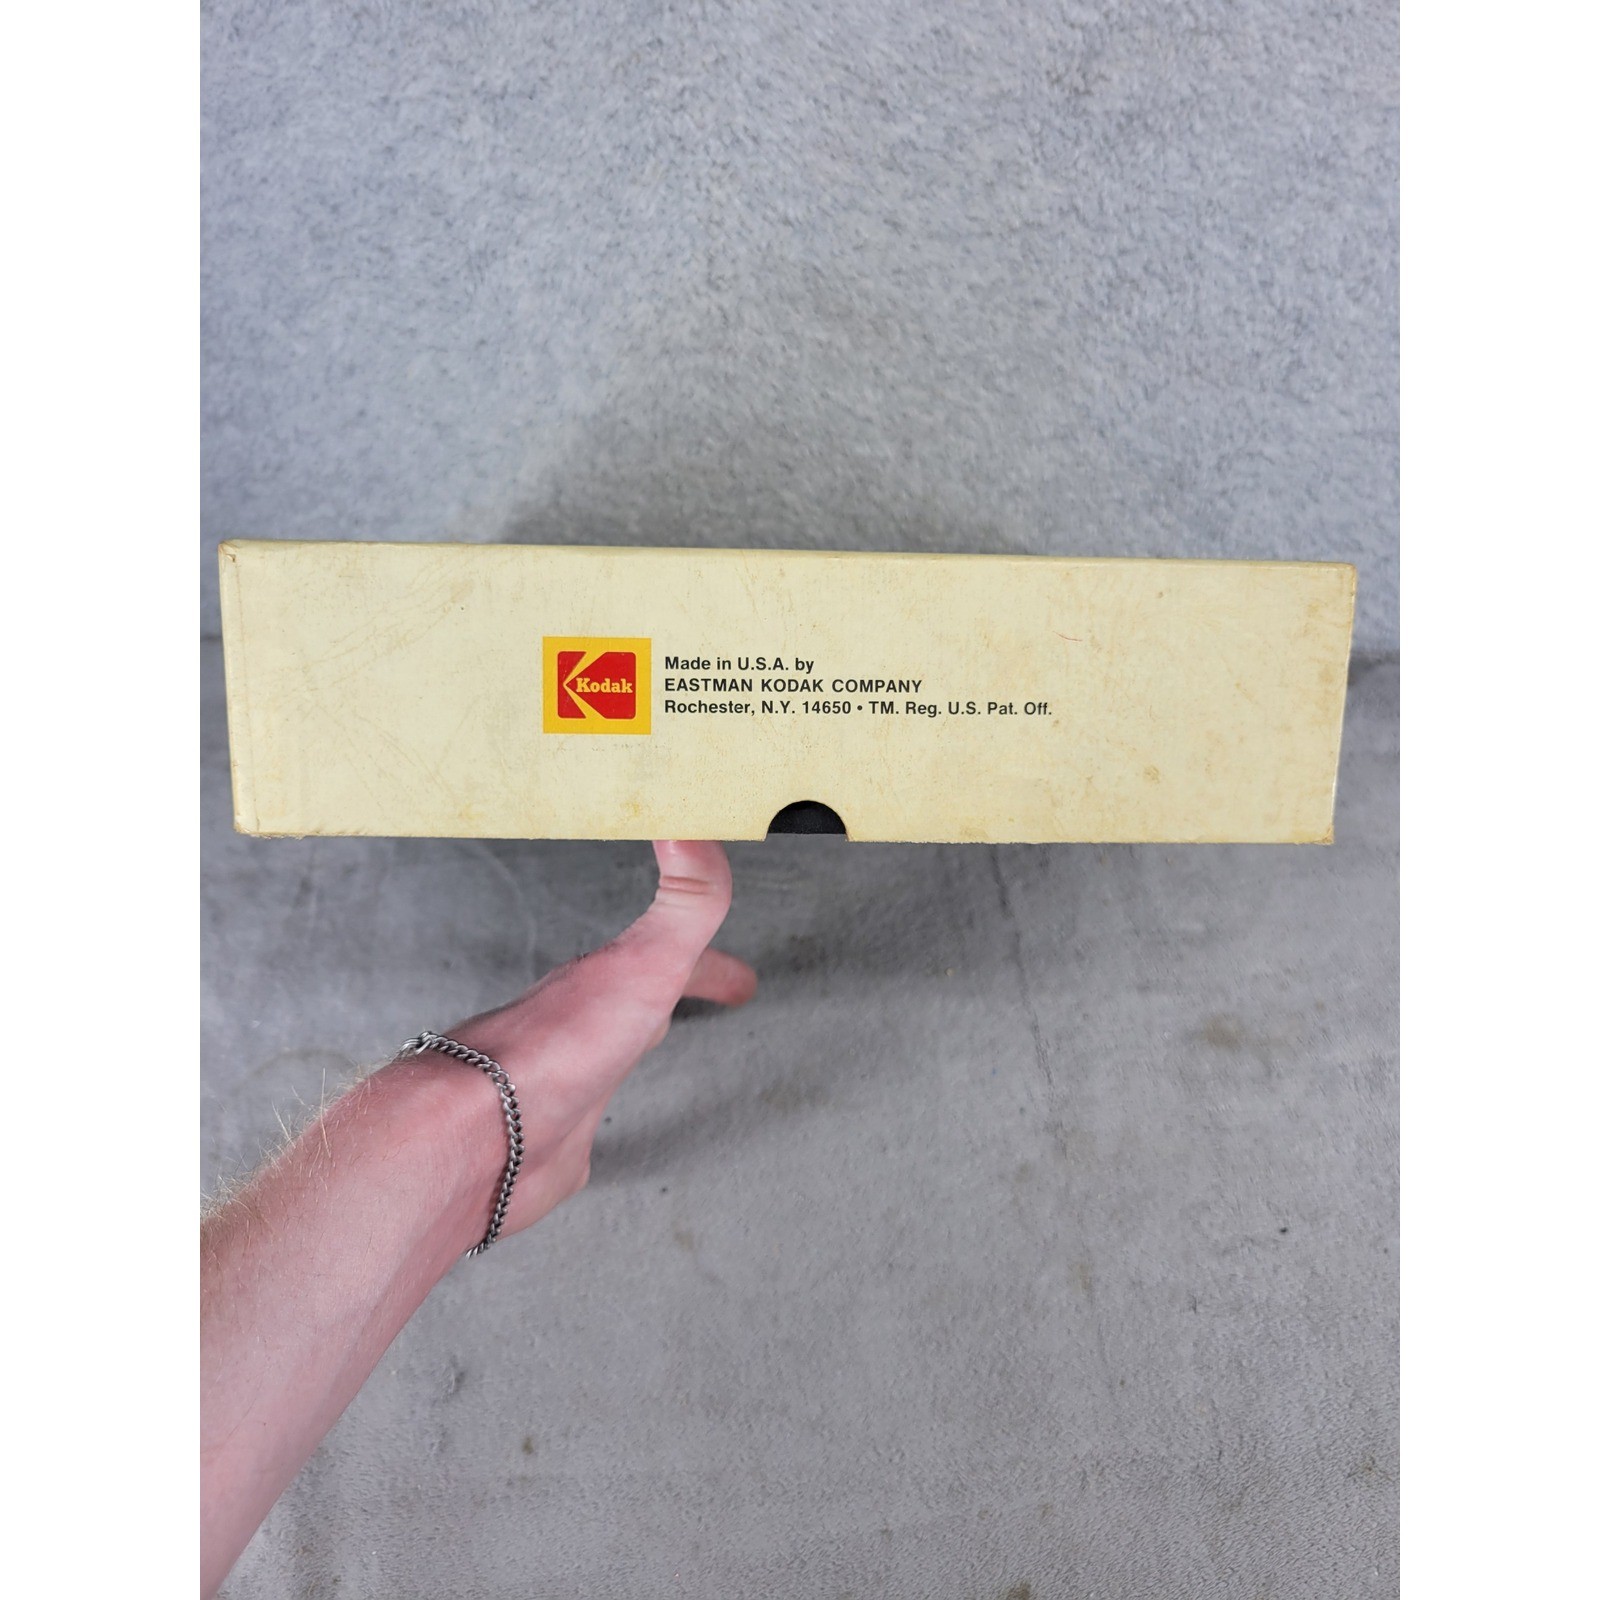 Kodak
Made in U.S.A. by
EASTMAN KODAK COMPANY
Rochester, N.Y. 14650 • TM. Reg. U.S. Pat. Off.